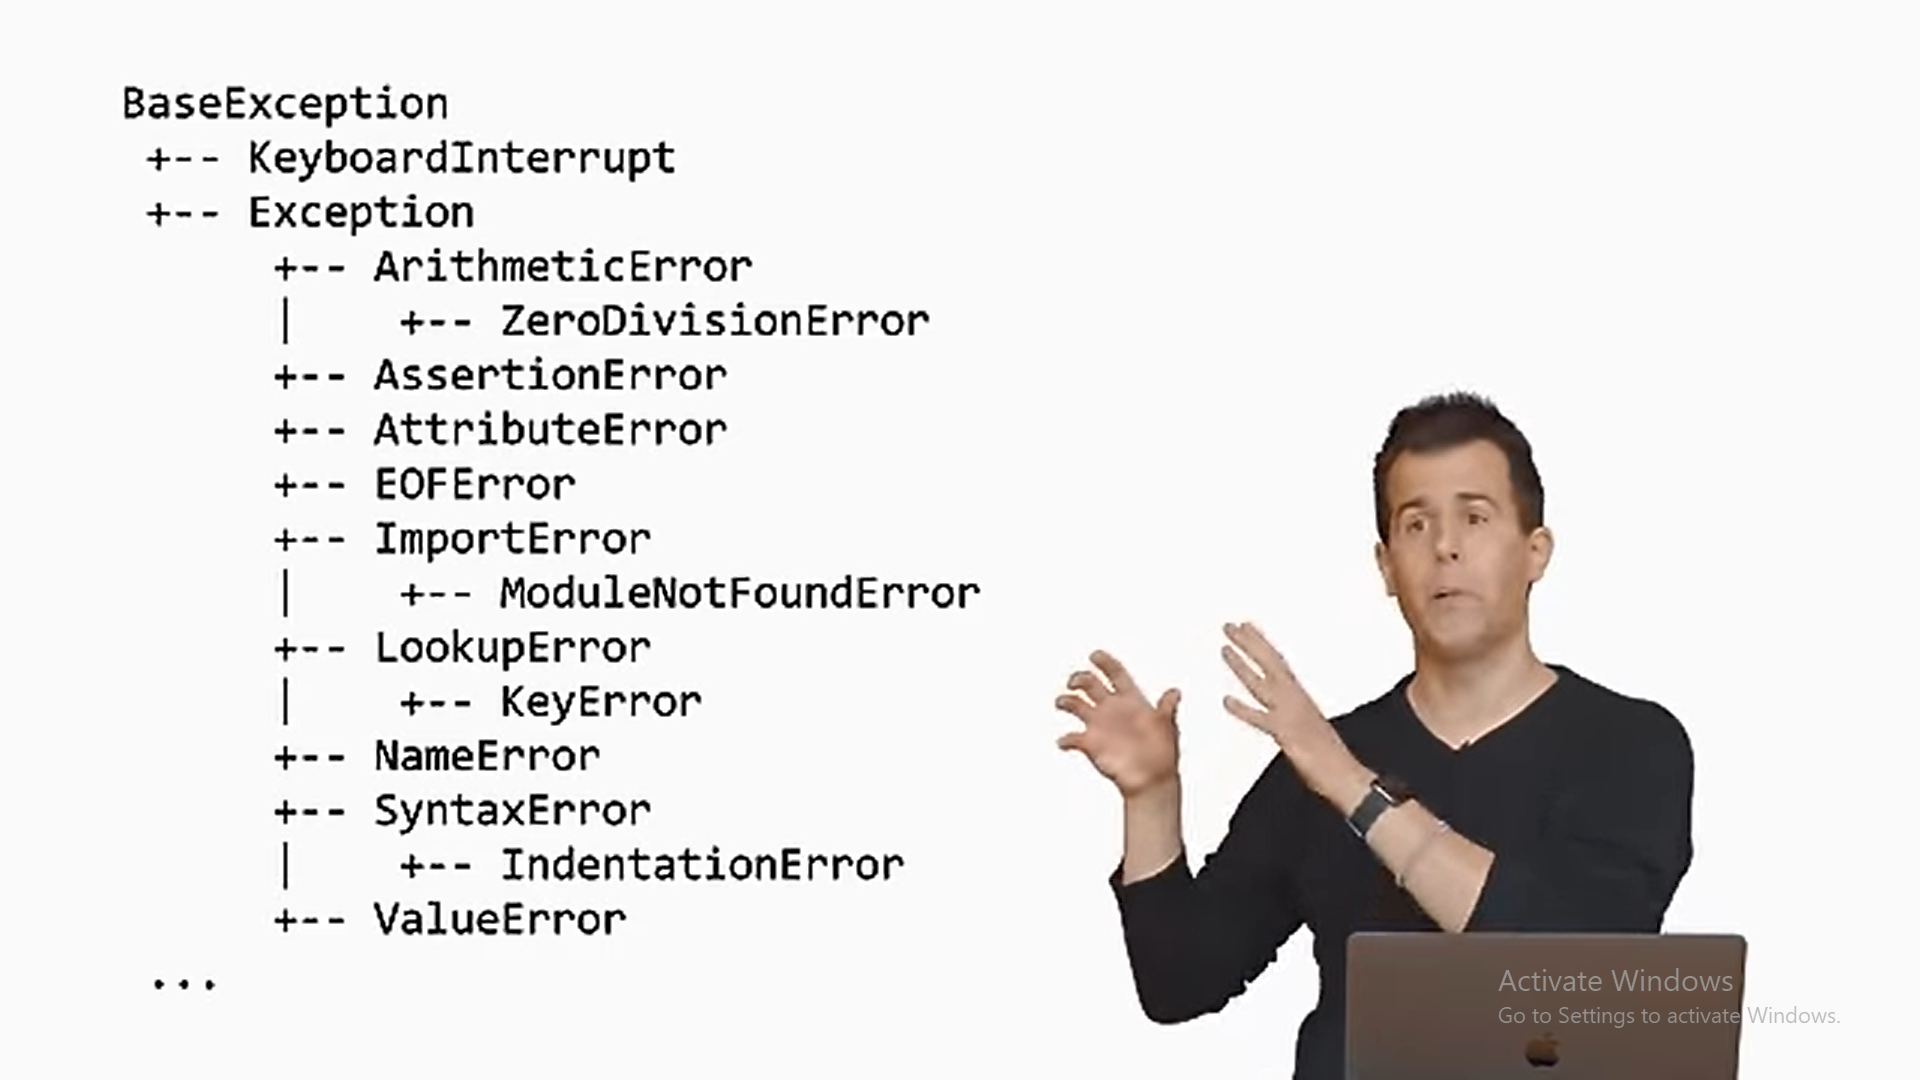 BaseException
+-- KeyboardInterrupt
+-- Exception
+-- ArithmeticError
|    +-- ZeroDivisionError
+-- AssertionError
+-- AttributeError
+-- EOFError
+-- ImportError
|    +-- ModuleNotFoundError
+-- LookupError
|    +-- KeyError
+-- NameError
+-- SyntaxError
|    +-- IndentationError
+-- ValueError
...
Activate Windows
Go to Settings to activate Windows.